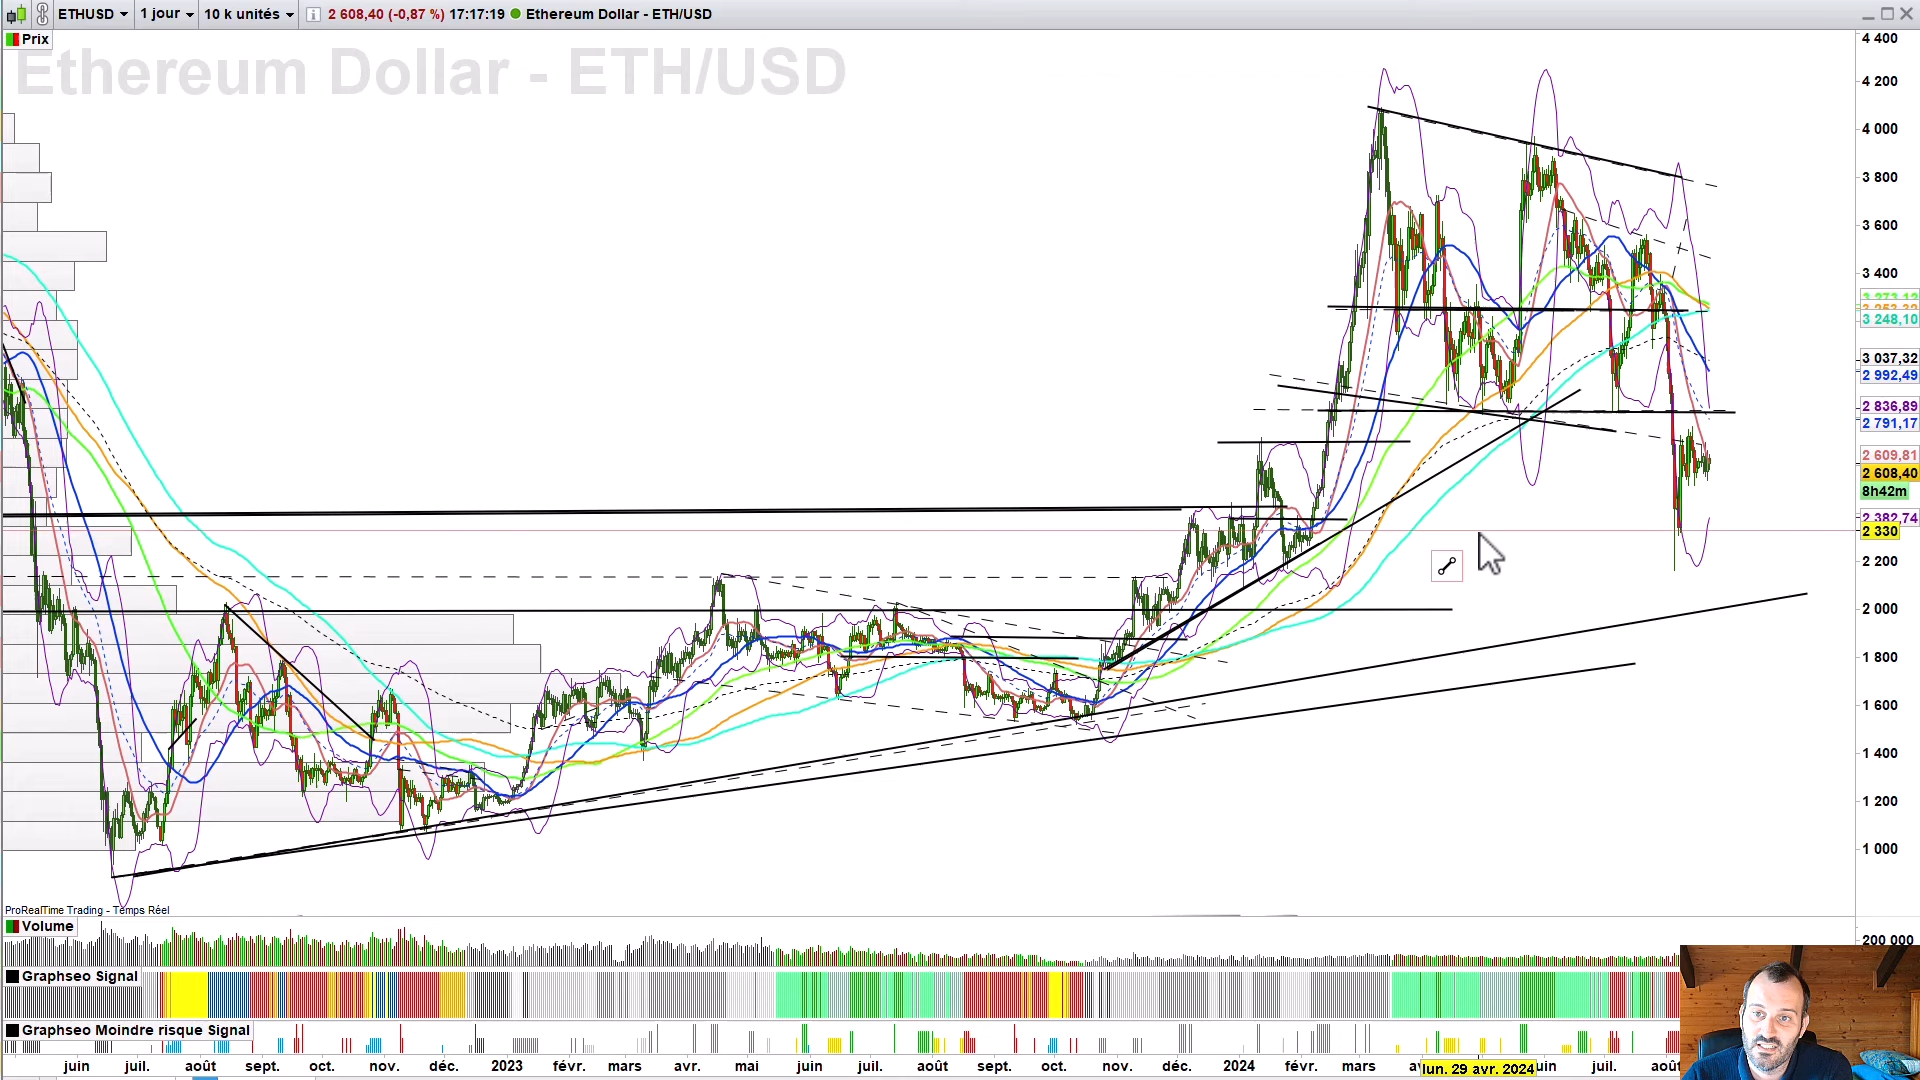 ETHUSD 1 jour 10 k unités 2 608,40 (-0,87 %) 17:17:19 Ethereum Dollar - ETH/USD
Prix
Ethereum Dollar - ETH/USD
4 400
4 200
4 000
3 800
3 600
3 400
3 248,10
3 037,32
2 992,49
2 836,89
2 791,17
2 609,81
2 608,40
8h42m
2 382,74
2 330
2 200
2 000
1 800
1 600
1 400
1 200
1 000
ProRealTime Trading - Temps Réel
Volume
200 000
Graphseo Signal
Graphseo Moindre risque Signal
juin juil. août sept. oct. nov. déc. 2023 févr. mars avr. mai juin juil. août sept. oct. nov. déc. 2024 févr. mars lun. 29 avr. 2024 juil. août